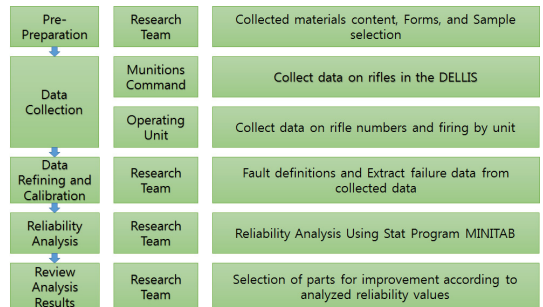 Pre-
Preparation
Research
Team
Collected materials content, Forms, and Sample
selection
Data
Collection
Munitions
Command
Collect data on rifles in the DELLIS
Operating
Unit
Collect data on rifle numbers and firing by unit
Data
Refining and
Calibration
Research
Team
Fault definitions and Extract failure data from
collected data
Reliability
Analysis
Research
Team
Reliability Analysis Using Stat Program MINITAB
Review
Analysis
Results
Research
Team
Selection of parts for improvement according to
analyzed reliability values